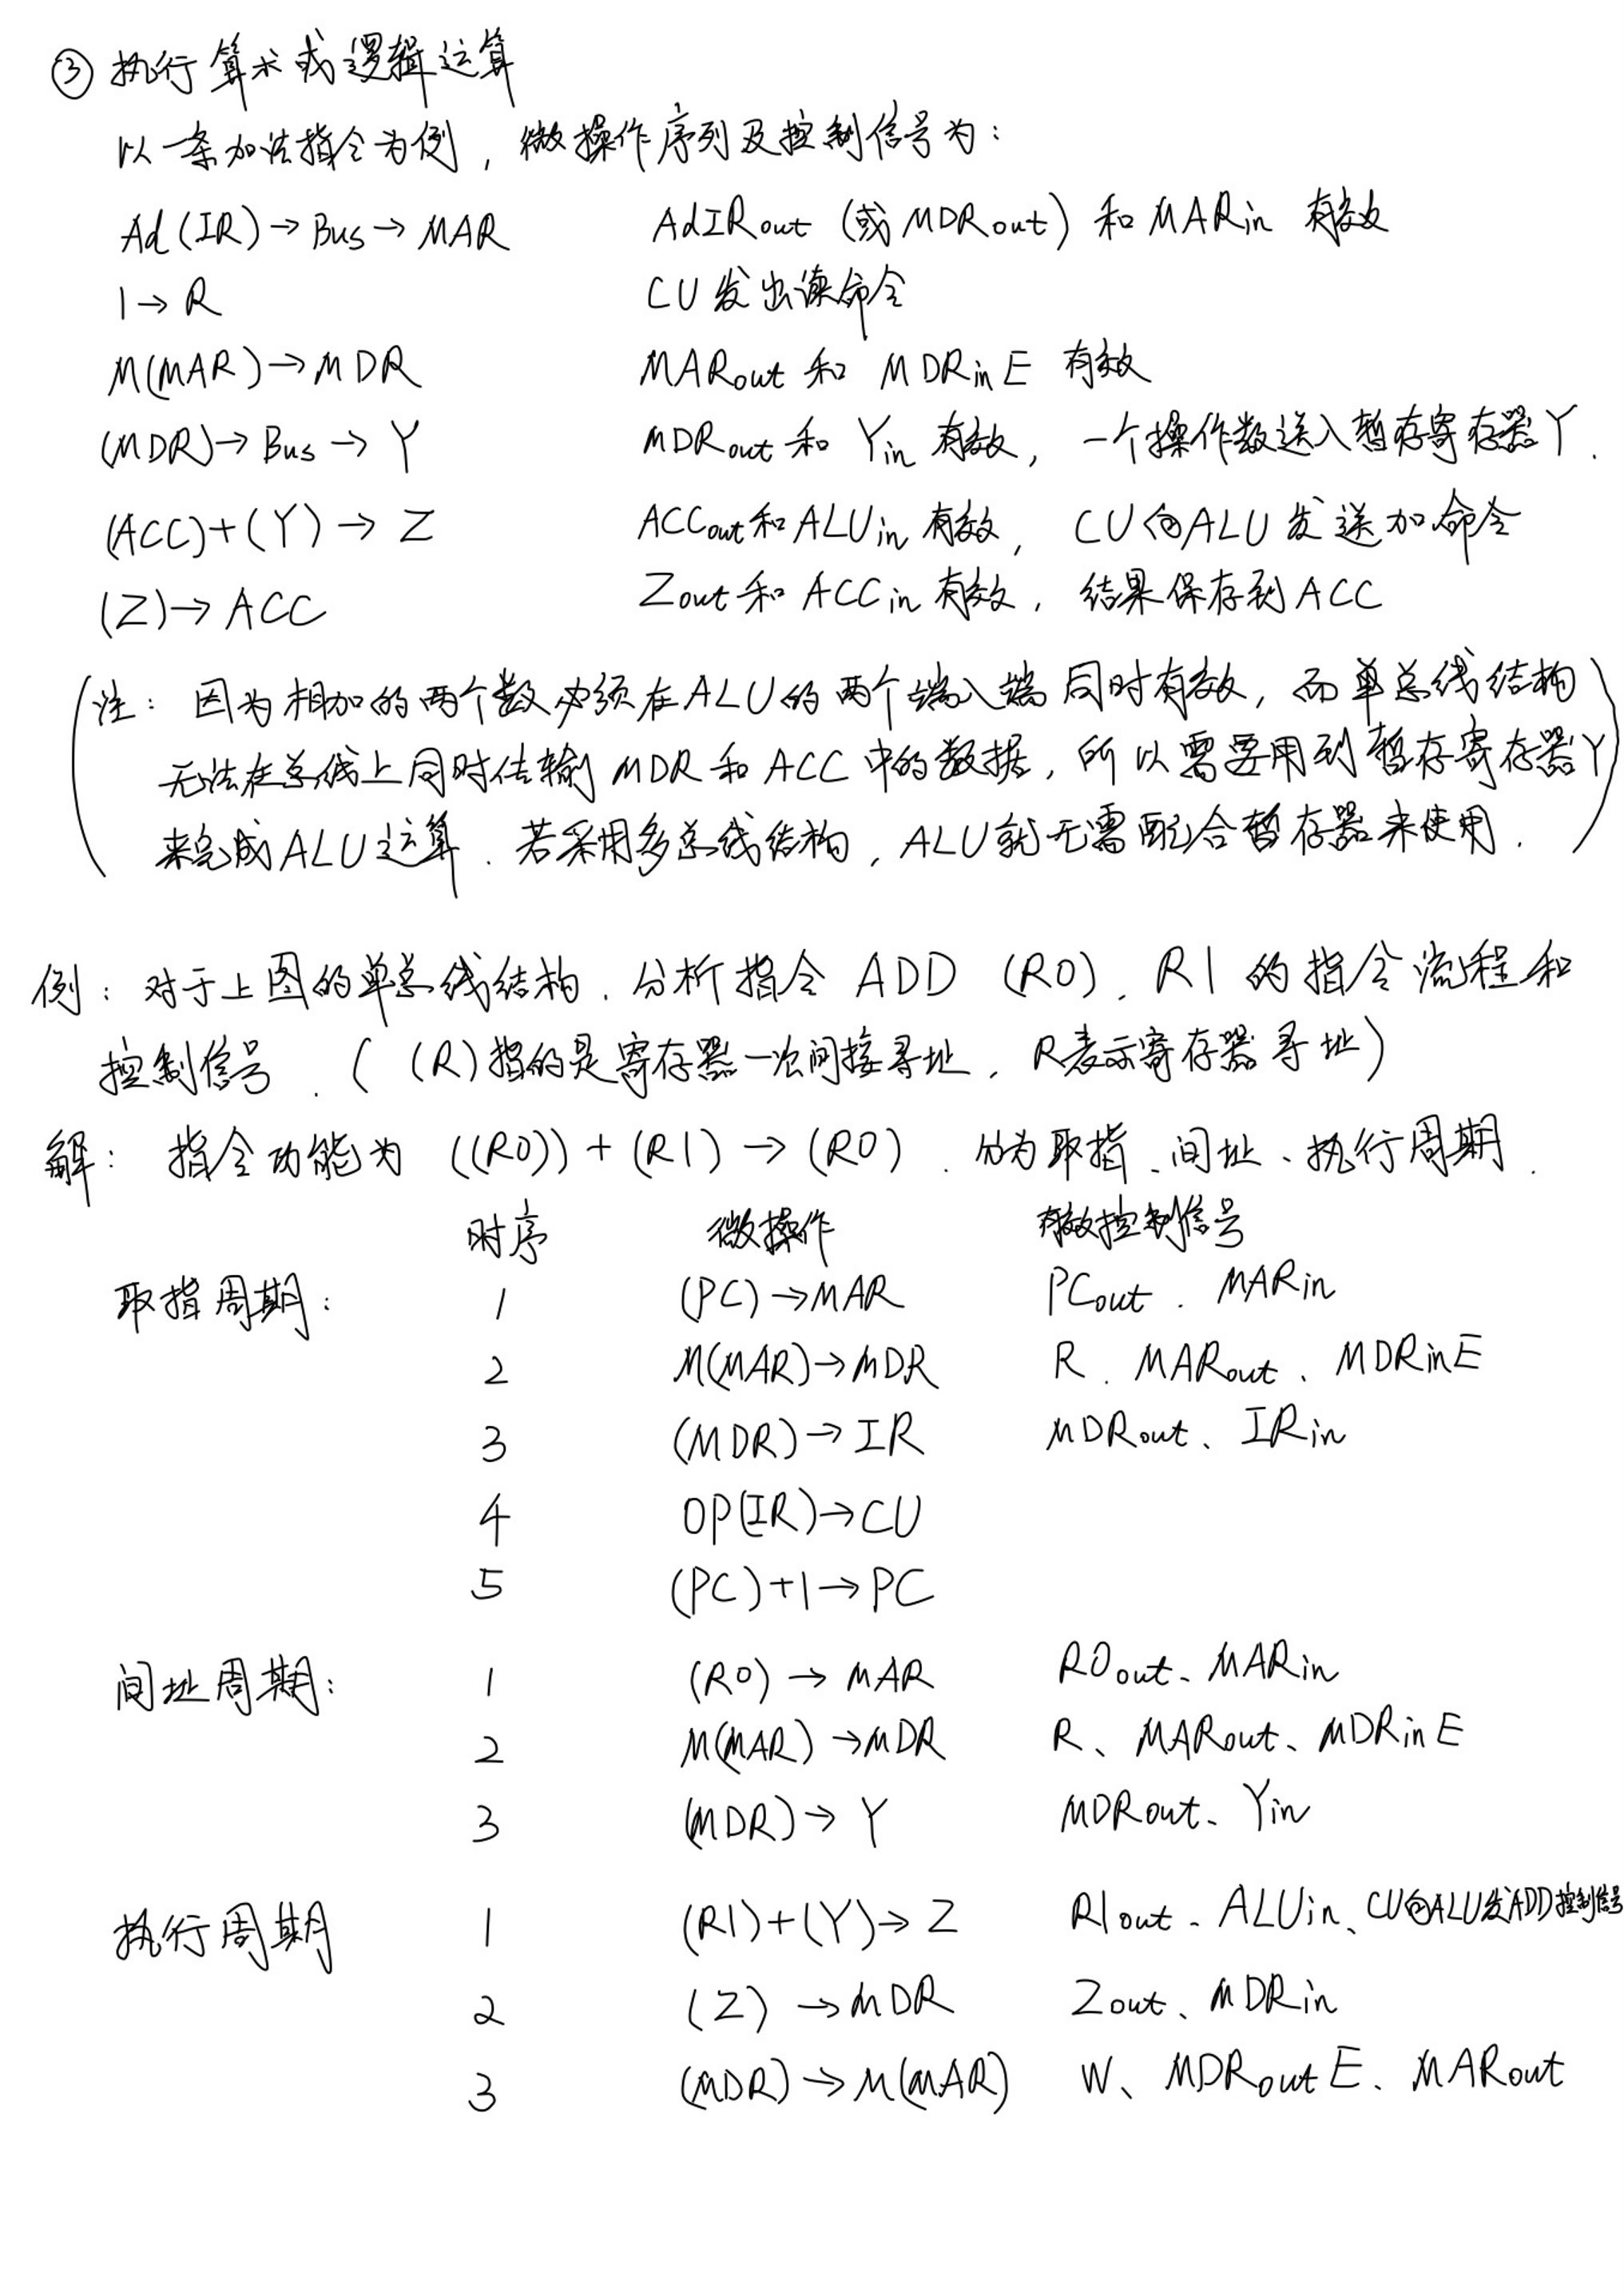 ③ 执行算术或逻辑运算
以一条加法指令为例，微操作序列及控制信号为：
Ad(IR)→Bus→MAR AdIRout（或MDRout）和MARin 有效
1→R CU发出读命令
M(MAR)→MDR MARout 和 MDRinE 有效
(MDR)→Bus→Y MDRout和 Yin 有效，一个操作数送入暂存寄存器Y.
(ACC)+(Y)→Z ACCout和ALUin有效，CU向ALU发送加命令
(Z)→ACC Zout和ACCin有效，结果保存到ACC
（注：因为相加的两个数必须在ALU的两个端入端同时有效，而单总线结构
无法在总线上同时传输MDR和ACC中的数据，所以需要用到暂存寄存器Y
来完成ALU运算．若采用多总线结构，ALU就无需配合暂存器来使用．）
例：对于上图的单总线结构．分析指令 ADD (R0)、R1 的指令流程和
控制信号．( (R)指的是寄存器一次间接寻址，R表示寄存器寻址)
解：指令功能为 ((R0))+(R1)→(R0)．分为取指、间址、执行周期．
时序 微操作 有效控制信号
取指周期： 1 (PC)→MAR PCout、MARin
2 M(MAR)→MDR R、MARout、MDRinE
3 (MDR)→IR MDRout、IRin
4 OP(IR)→CU
5 (PC)+1→PC
间址周期： 1 (R0)→MAR R0out、MARin
2 M(MAR)→MDR R、MARout、MDRinE
3 (MDR)→Y MDRout、Yin
执行周期 1 (R1)+(Y)→Z R1out、ALUin、CU向ALU发ADD控制信号
2 (Z)→MDR Zout、MDRin
3 (MDR)→M(MAR) W、MDRoutE、MARout